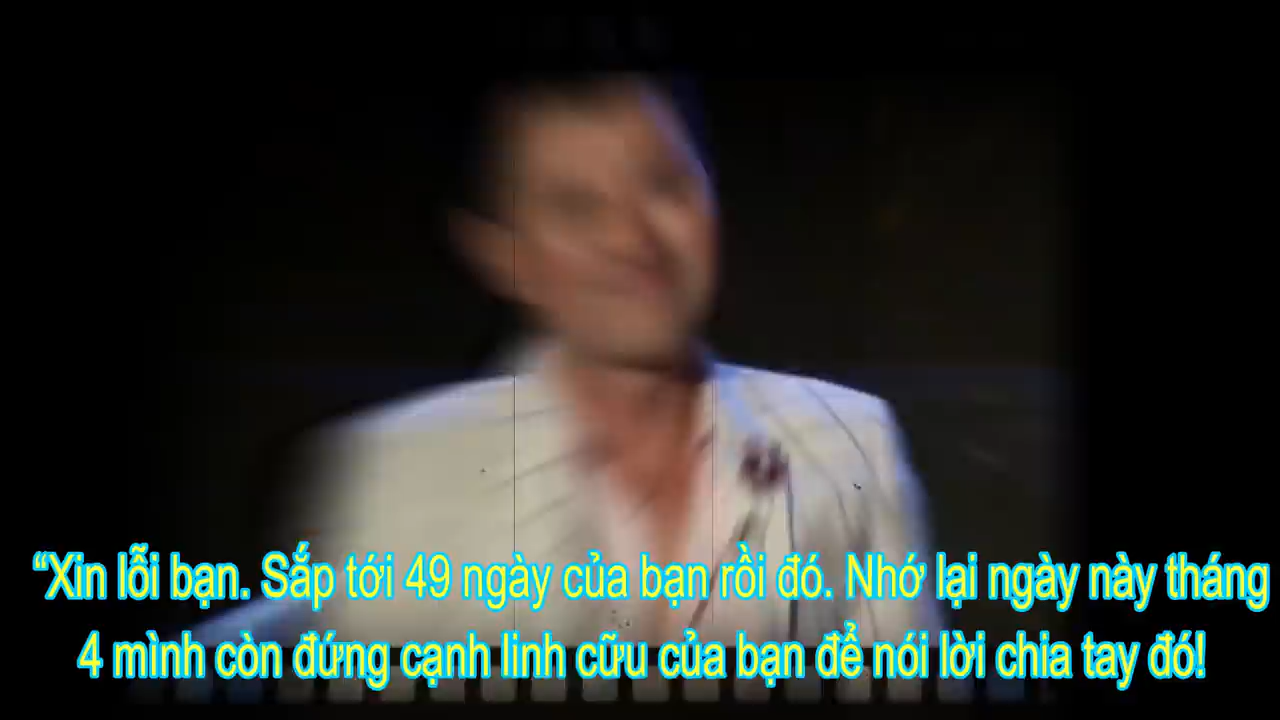 “Xin lỗi bạn. Sắp tới 49 ngày của bạn rồi đó. Nhớ lại ngày này tháng
4 mình còn đứng cạnh linh cữu của bạn để nói lời chia tay đó!